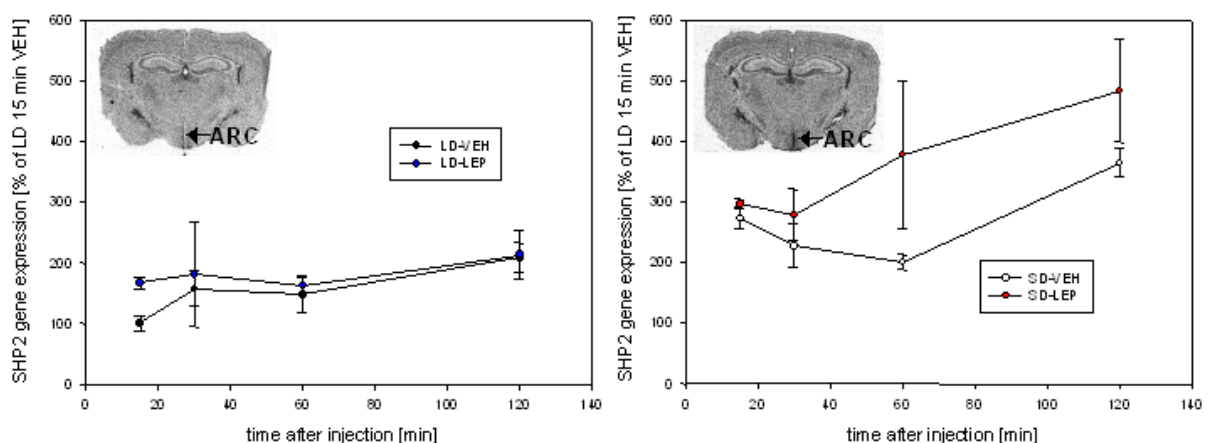 SHP2 gene expression [% of LD 15 min VEH]
600
500
400
300
200
100
0
ARC
LD-VEH
LD-LEP
0 20 40 60 80 100 120 140
time after injection [min]
SHP2 gene expression [% of LD 15 min VEH]
600
500
400
300
200
100
0
ARC
SD-VEH
SD-LEP
0 20 40 60 80 100 120 140
time after injection [min]